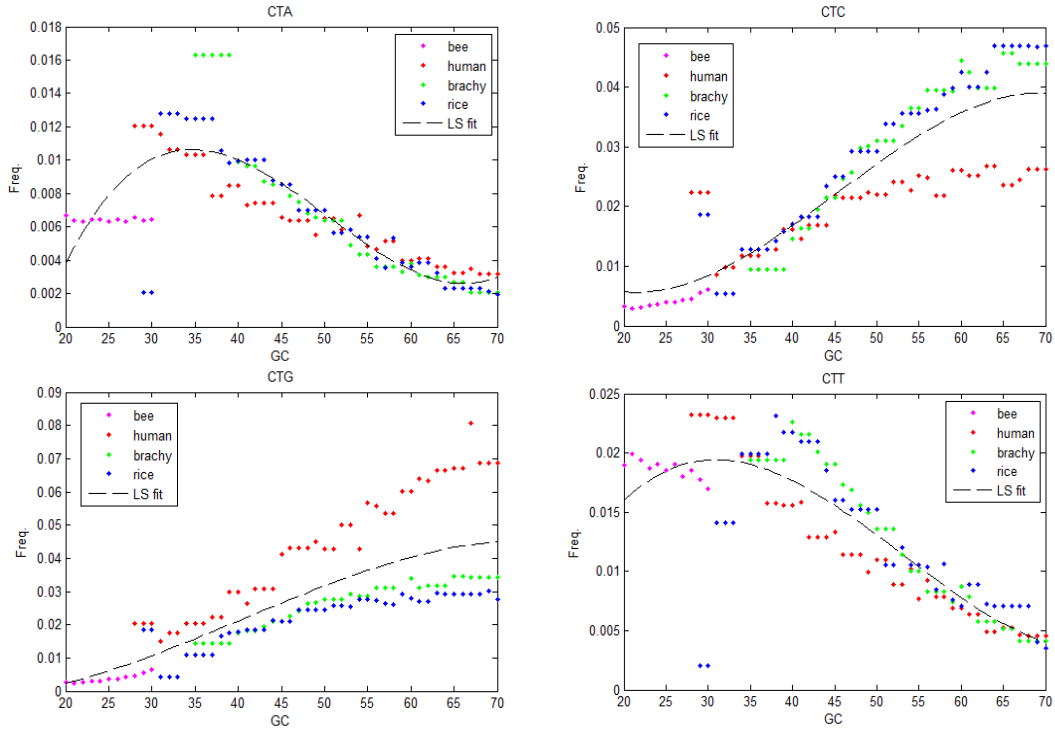 CTA
0.018
0.016
0.014
0.012
0.01
0.008
0.006
0.004
0.002
0
Freq.
20 25 30 35 40 45 50 55 60 65 70
GC
bee
human
brachy
rice
LS fit
CTC
0.05
0.04
0.03
0.02
0.01
0
Freq.
20 25 30 35 40 45 50 55 60 65 70
GC
bee
human
brachy
rice
LS fit
CTG
0.09
0.08
0.07
0.06
0.05
0.04
0.03
0.02
0.01
0
Freq.
20 25 30 35 40 45 50 55 60 65 70
GC
bee
human
brachy
rice
LS fit
CTT
0.025
0.02
0.015
0.01
0.005
0
Freq.
20 25 30 35 40 45 50 55 60 65 70
GC
bee
human
brachy
rice
LS fit